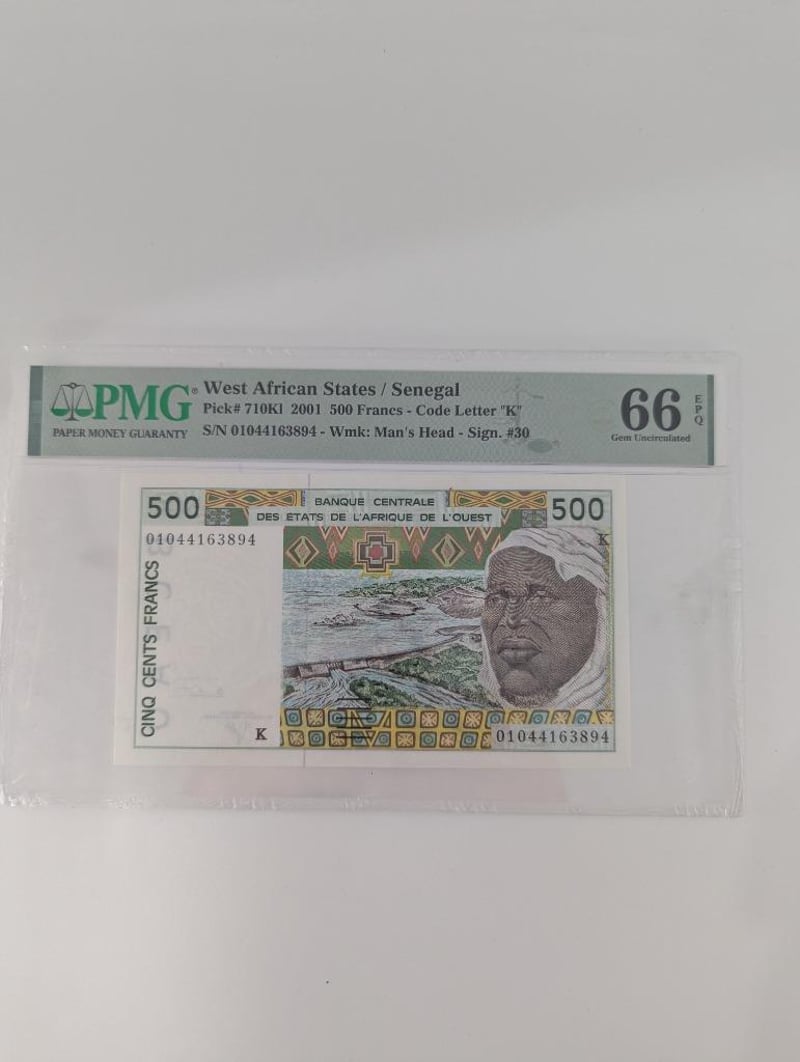 PMG®
PAPER MONEY GUARANTY
West African States / Senegal
Pick# 710Kl 2001 500 Francs - Code Letter "K"
S/N 01044163894 - Wmk: Man's Head - Sign. #30
66
EPQ
Gem Uncirculated
500
BANQUE CENTRALE
DES ETATS DE L'AFRIQUE DE L'OUEST
500
01044163894
K
CINQ CENTS FRANCS
K
01044163894